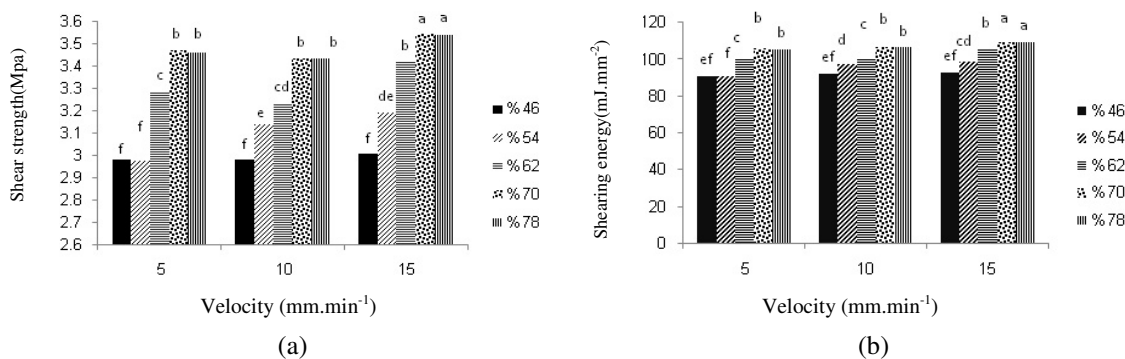 3.6
3.5
3.4
3.3
3.2
3.1
3
2.9
2.8
2.7
2.6
Shear strength(Mpa)
f f c b b
f e cd b b
f de b a a
5 10 15
Velocity (mm.min-1)
%46
%54
%62
%70
%78
(a)
120
100
80
60
40
20
0
Shearing energy(mJ.mm-2)
ef f c b b
ef d c b b
ef cd b a a
5 10 15
Velocity (mm.min-1)
%46
%54
%62
%70
%78
(b)